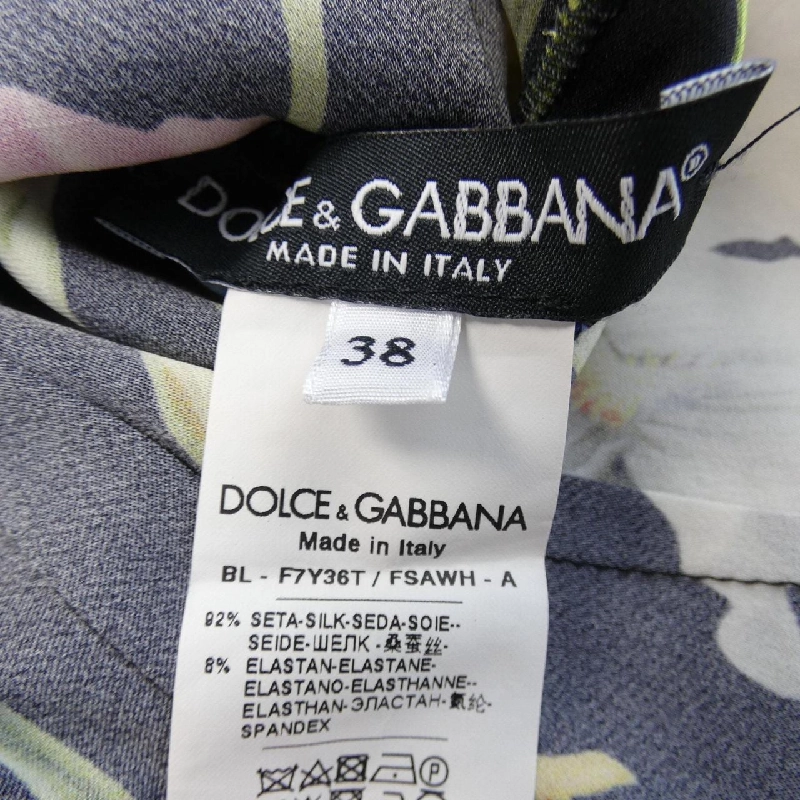 DOLCE & GABBANA®
MADE IN ITALY
38
DOLCE & GABBANA
Made in Italy
BL - F7Y36T / FSAWH - A
92% SETA-SILK-SEDA-SOIE--
SEIDE-ШЕЛК -桑蚕丝-
8% ELASTAN-ELASTANE-
ELASTANO-ELASTHANNE--
ELASTHAN-ЭЛАСТАН-氨纶-
SPANDEX
P